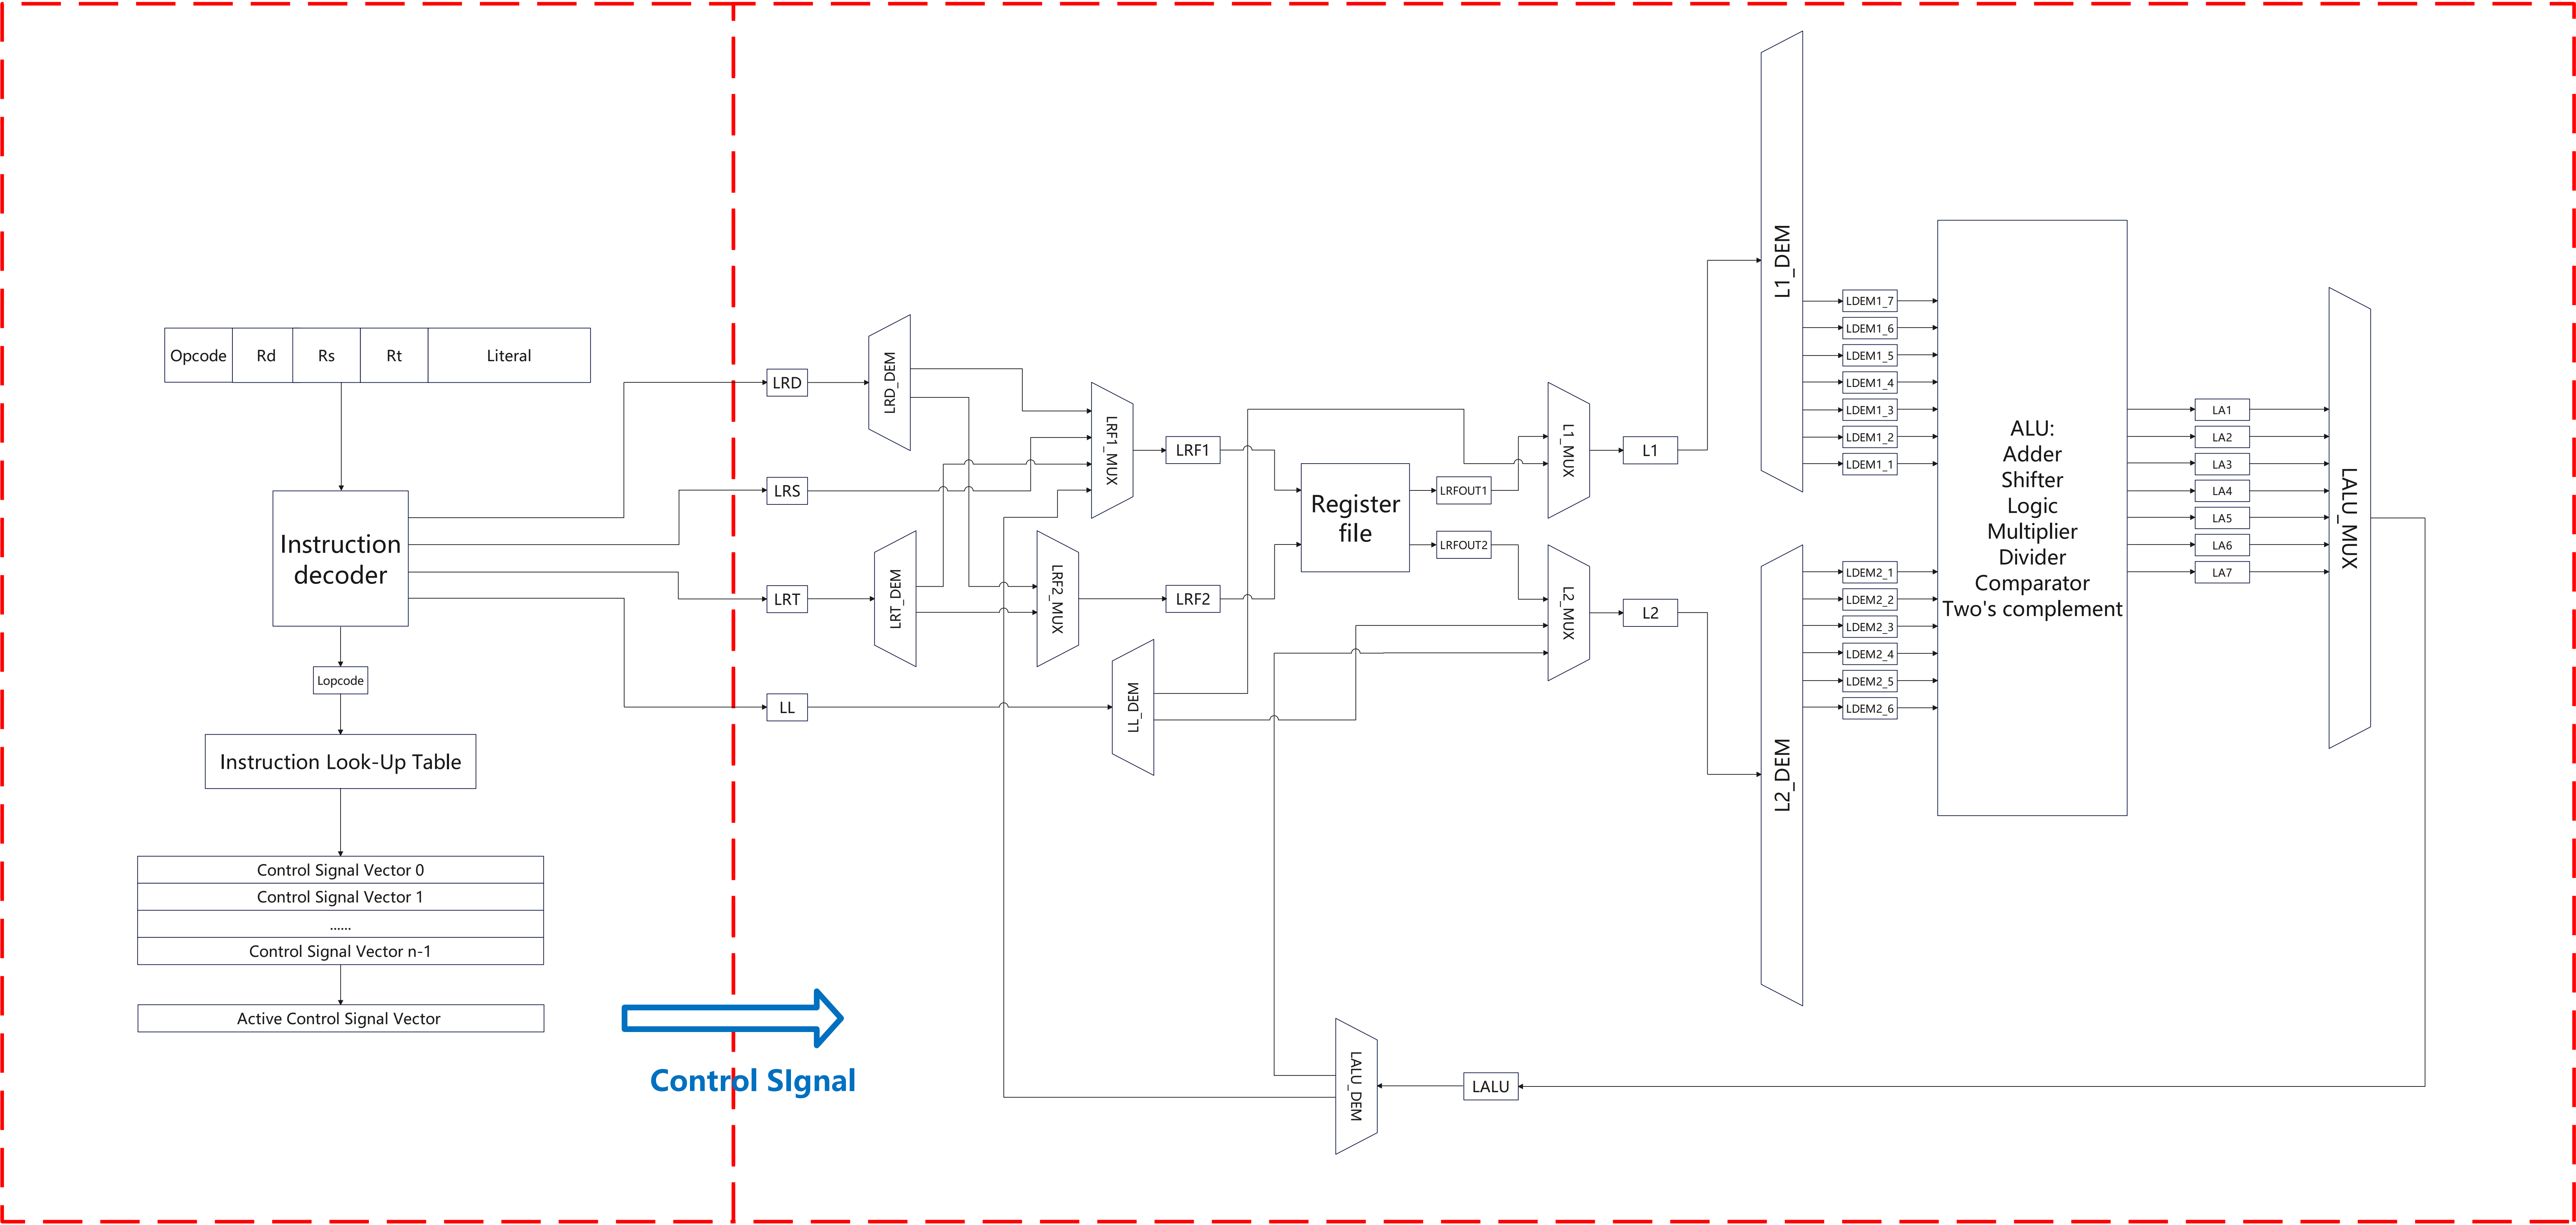 Opcode
Rd
Rs
Rt
Literal
Instruction
decoder
Lopcode
Instruction Look-Up Table
Control Signal Vector 0
Control Signal Vector 1
......
Control Signal Vector n-1
Active Control Signal Vector
Control SIgnal
LRD
LRS
LRT
LL
LRD_DEM
LRT_DEM
LRF1_MUX
LRF2_MUX
LL_DEM
LRF1
LRF2
Register
file
LRFOUT1
LRFOUT2
L1_MUX
L2_MUX
L1
L2
L1_DEM
L2_DEM
LDEM1_7
LDEM1_6
LDEM1_5
LDEM1_4
LDEM1_3
LDEM1_2
LDEM1_1
LDEM2_1
LDEM2_2
LDEM2_3
LDEM2_4
LDEM2_5
LDEM2_6
ALU:
Adder
Shifter
Logic
Multiplier
Divider
Comparator
Two's complement
LA1
LA2
LA3
LA4
LA5
LA6
LA7
LALU_MUX
LALU_DEM
LALU